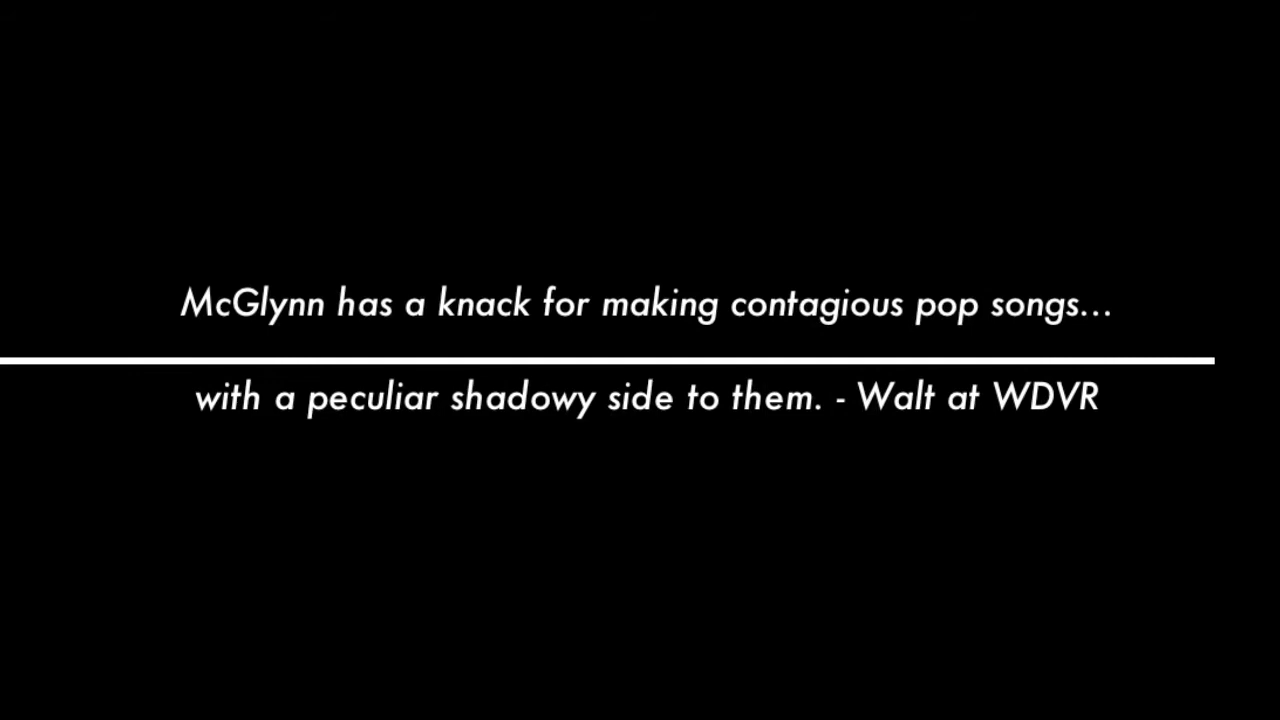 McGlynn has a knack for making contagious pop songs...
with a peculiar shadowy side to them. - Walt at WDVR